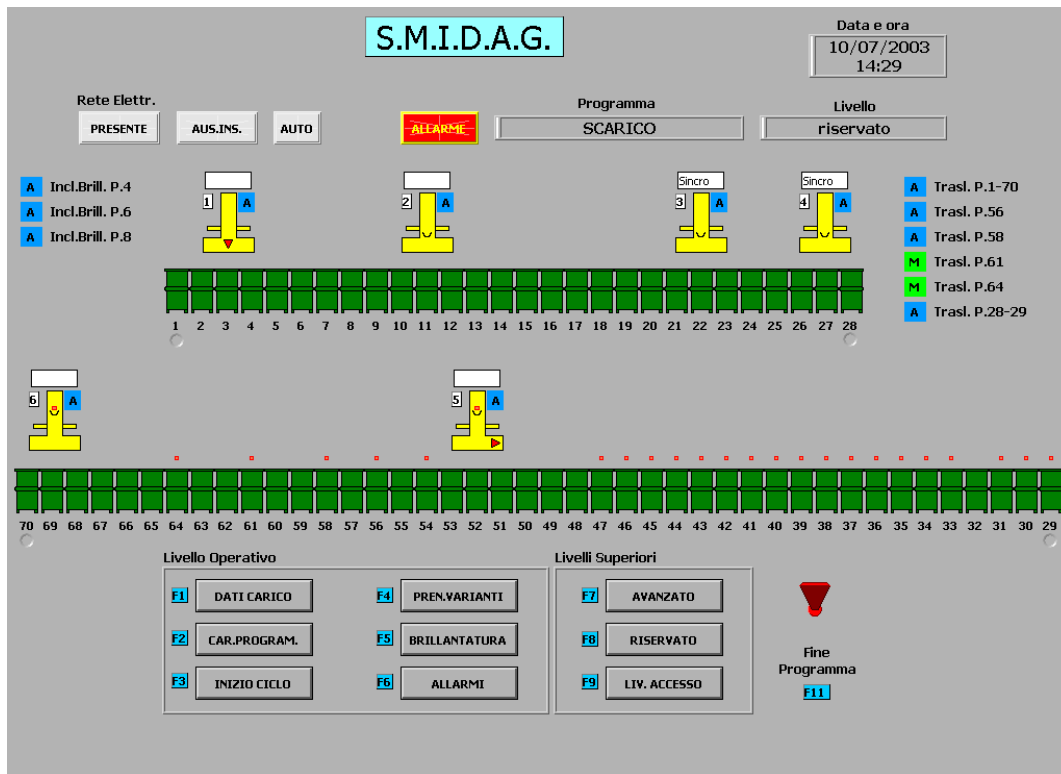 S.M.I.D.A.G.
Data e ora
10/07/2003
14:29
Rete Elettr.
Programma
Livello
PRESENTE AUS.INS. AUTO ALLARME SCARICO riservato
A Incl.Brill. P.4
A Incl.Brill. P.6
A Incl.Brill. P.8
Sincro Sincro
1 A 2 A 3 A 4 A
A Trasl. P.1-70
A Trasl. P.56
A Trasl. P.58
M Trasl. P.61
M Trasl. P.64
A Trasl. P.28-29
1 2 3 4 5 6 7 8 9 10 11 12 13 14 15 16 17 18 19 20 21 22 23 24 25 26 27 28
6 A 5 A
70 69 68 67 66 65 64 63 62 61 60 59 58 57 56 55 54 53 52 51 50 49 48 47 46 45 44 43 42 41 40 39 38 37 36 35 34 33 32 31 30 29
Livello Operativo
F1 DATI CARICO F4 PREN.VARIANTI
F2 CAR.PROGRAM. F5 BRILLANTATURA
F3 INIZIO CICLO F6 ALLARMI
Livelli Superiori
F7 AVANZATO
F8 RISERVATO
F9 LIV. ACCESSO
Fine
Programma
F11